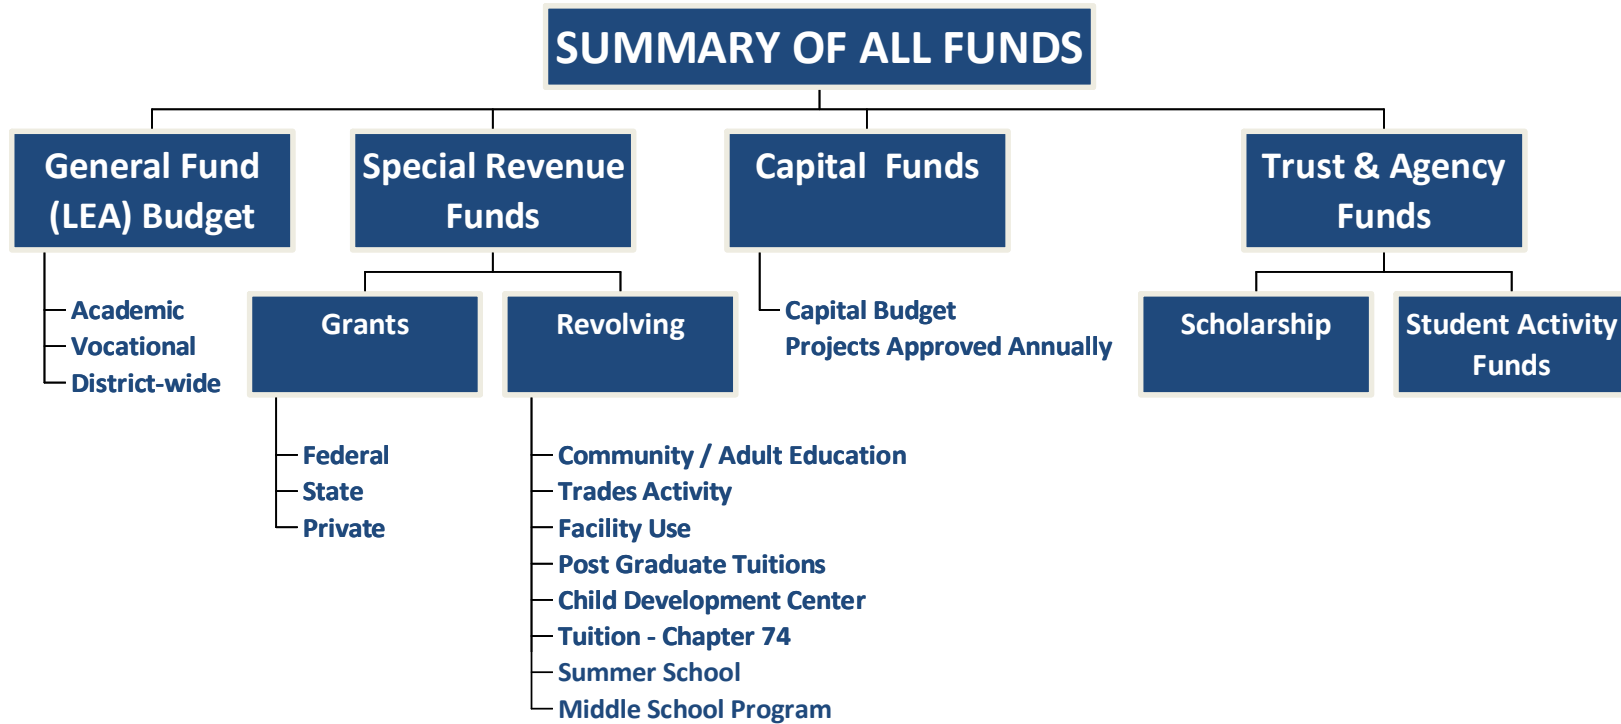 SUMMARY OF ALL FUNDS
General Fund
(LEA) Budget
Academic
Vocational
District-wide
Special Revenue
Funds
Grants
Federal
State
Private
Revolving
Community / Adult Education
Trades Activity
Facility Use
Post Graduate Tuitions
Child Development Center
Tuition - Chapter 74
Summer School
Middle School Program
Capital Funds
Capital Budget
Projects Approved Annually
Trust & Agency
Funds
Scholarship
Student Activity
Funds